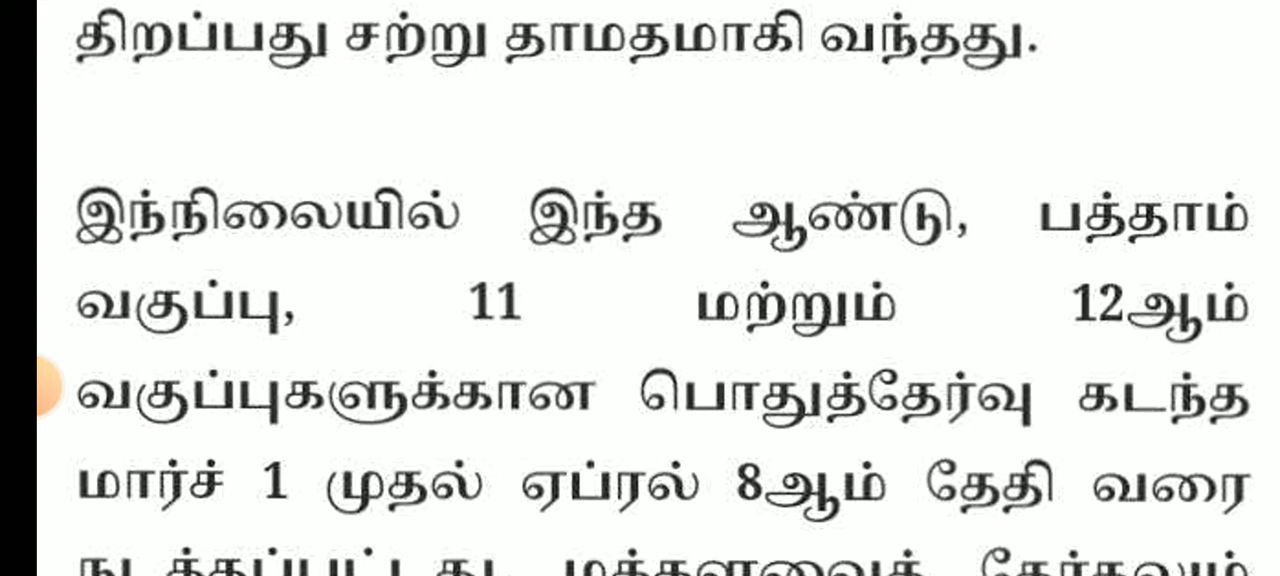 திறப்பது சற்று தாமதமாகி வந்தது.
இந்நிலையில் இந்த ஆண்டு, பத்தாம்
வகுப்பு, 11 மற்றும் 12ஆம்
வகுப்புகளுக்கான பொதுத்தேர்வு கடந்த
மார்ச் 1 முதல் ஏப்ரல் 8ஆம் தேதி வரை